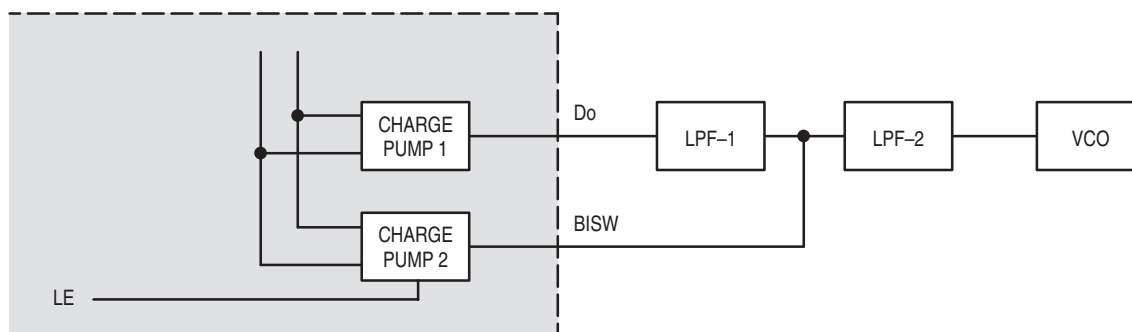 Do
CHARGE
PUMP 1
LPF–1
LPF–2
VCO
BISW
CHARGE
PUMP 2
LE